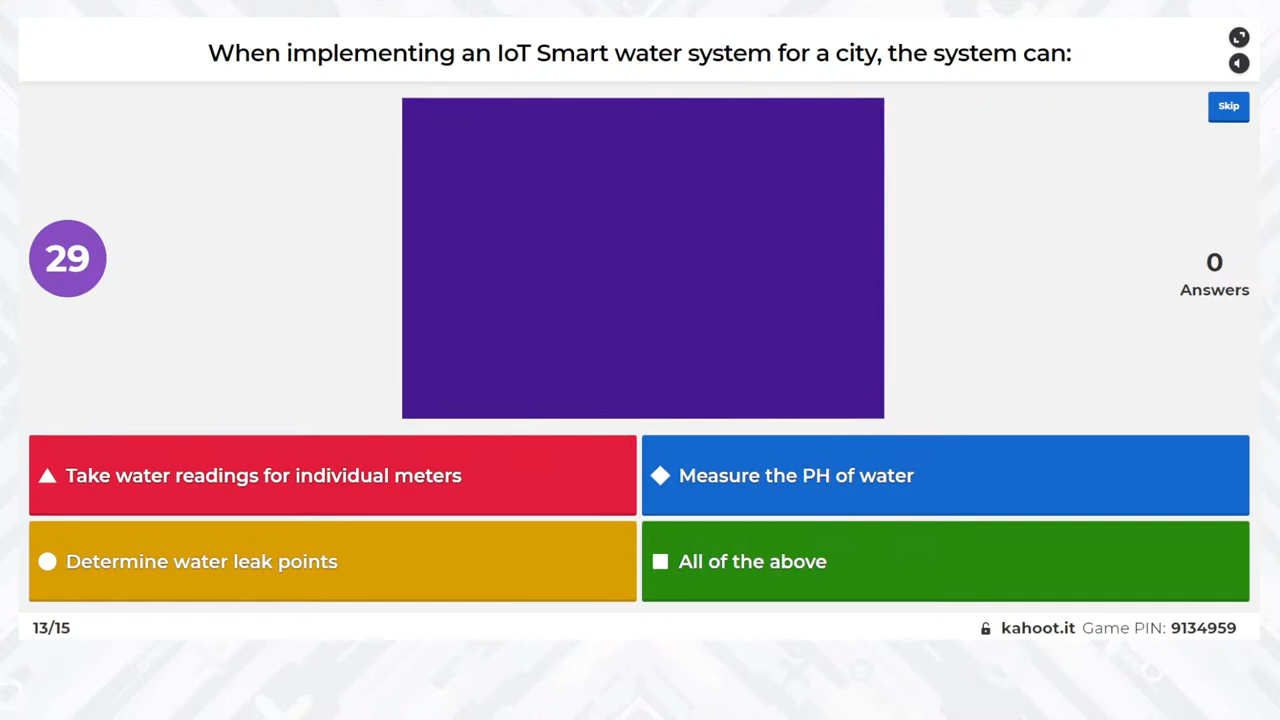 When implementing an IoT Smart water system for a city, the system can:
Skip
29
0
Answers
Take water readings for individual meters
Measure the PH of water
Determine water leak points
All of the above
13/15
kahoot.it Game PIN: 9134959